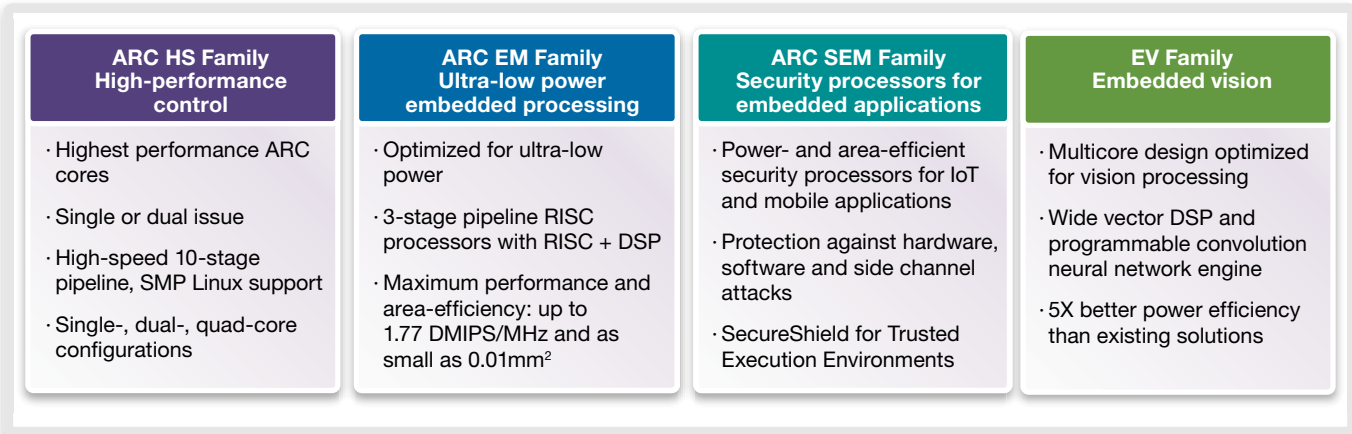 ARC HS Family
High-performance
control
· Highest performance ARC
cores
· Single or dual issue
· High-speed 10-stage
pipeline, SMP Linux support
· Single-, dual-, quad-core
configurations
ARC EM Family
Ultra-low power
embedded processing
· Optimized for ultra-low
power
· 3-stage pipeline RISC
processors with RISC + DSP
· Maximum performance and
area-efficiency: up to
1.77 DMIPS/MHz and as
small as 0.01mm²
ARC SEM Family
Security processors for
embedded applications
· Power- and area-efficient
security processors for IoT
and mobile applications
· Protection against hardware,
software and side channel
attacks
· SecureShield for Trusted
Execution Environments
EV Family
Embedded vision
· Multicore design optimized
for vision processing
· Wide vector DSP and
programmable convolution
neural network engine
· 5X better power efficiency
than existing solutions